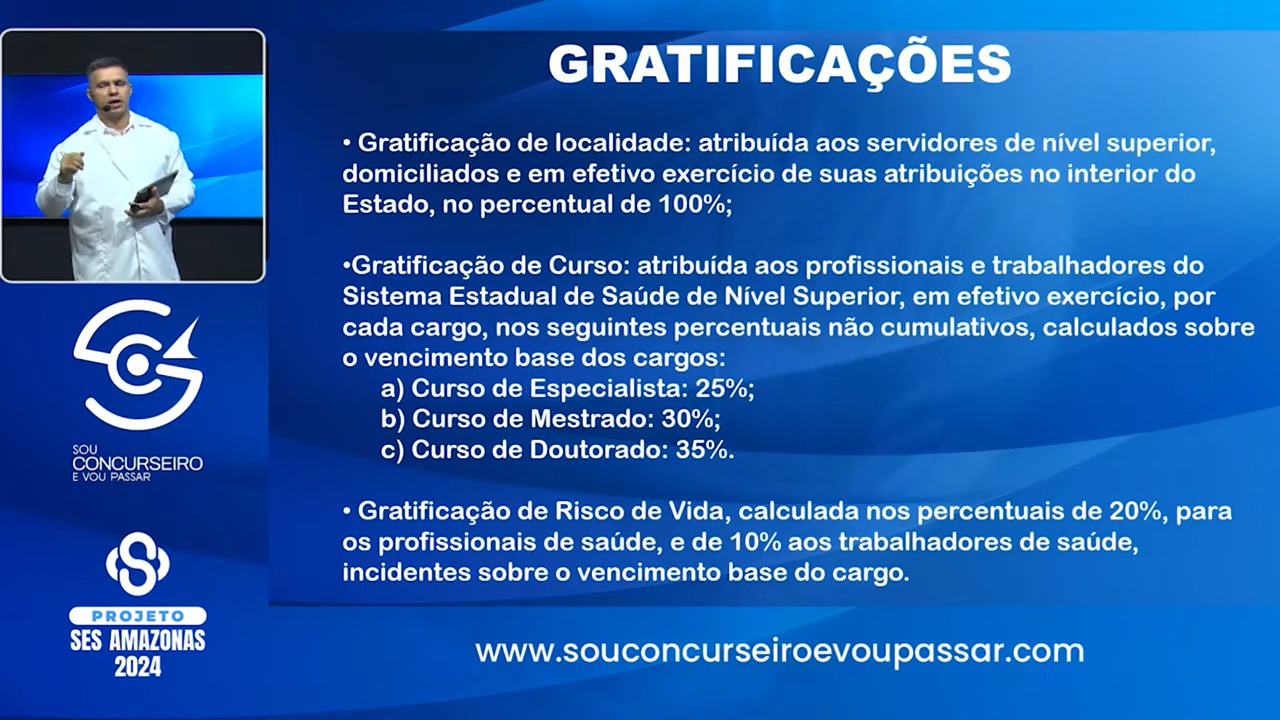 GRATIFICAÇÕES
• Gratificação de localidade: atribuída aos servidores de nível superior,
domiciliados e em efetivo exercício de suas atribuições no interior do
Estado, no percentual de 100%;
•Gratificação de Curso: atribuída aos profissionais e trabalhadores do
Sistema Estadual de Saúde de Nível Superior, em efetivo exercício, por
cada cargo, nos seguintes percentuais não cumulativos, calculados sobre
o vencimento base dos cargos:
a) Curso de Especialista: 25%;
b) Curso de Mestrado: 30%;
c) Curso de Doutorado: 35%.
• Gratificação de Risco de Vida, calculada nos percentuais de 20%, para
os profissionais de saúde, e de 10% aos trabalhadores de saúde,
incidentes sobre o vencimento base do cargo.
SOU
CONCURSEIRO
E VOU PASSAR
PROJETO
SES AMAZONAS
2024
www.souconcurseiroevoupassar.com